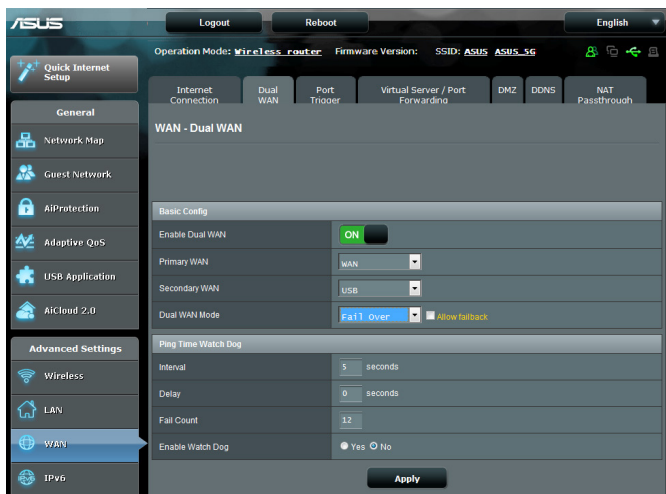 ASUS
Logout
Reboot
English
Operation Mode: Wireless router Firmware Version: SSID: ASUS ASUS_5G
Quick Internet
Setup
General
Network Map
Guest Network
AiProtection
Adaptive QoS
USB Application
AiCloud 2.0
Advanced Settings
Wireless
LAN
WAN
IPv6
Internet
Connection
Dual
WAN
Port
Trigger
Virtual Server / Port
Forwarding
DMZ
DDNS
NAT
Passthrough
WAN - Dual WAN
Basic Config
Enable Dual WAN ON
Primary WAN WAN
Secondary WAN USB
Dual WAN Mode Fail Over Allow failback
Ping Time Watch Dog
Interval 5 seconds
Delay 0 seconds
Fail Count 12
Enable Watch Dog Yes No
Apply